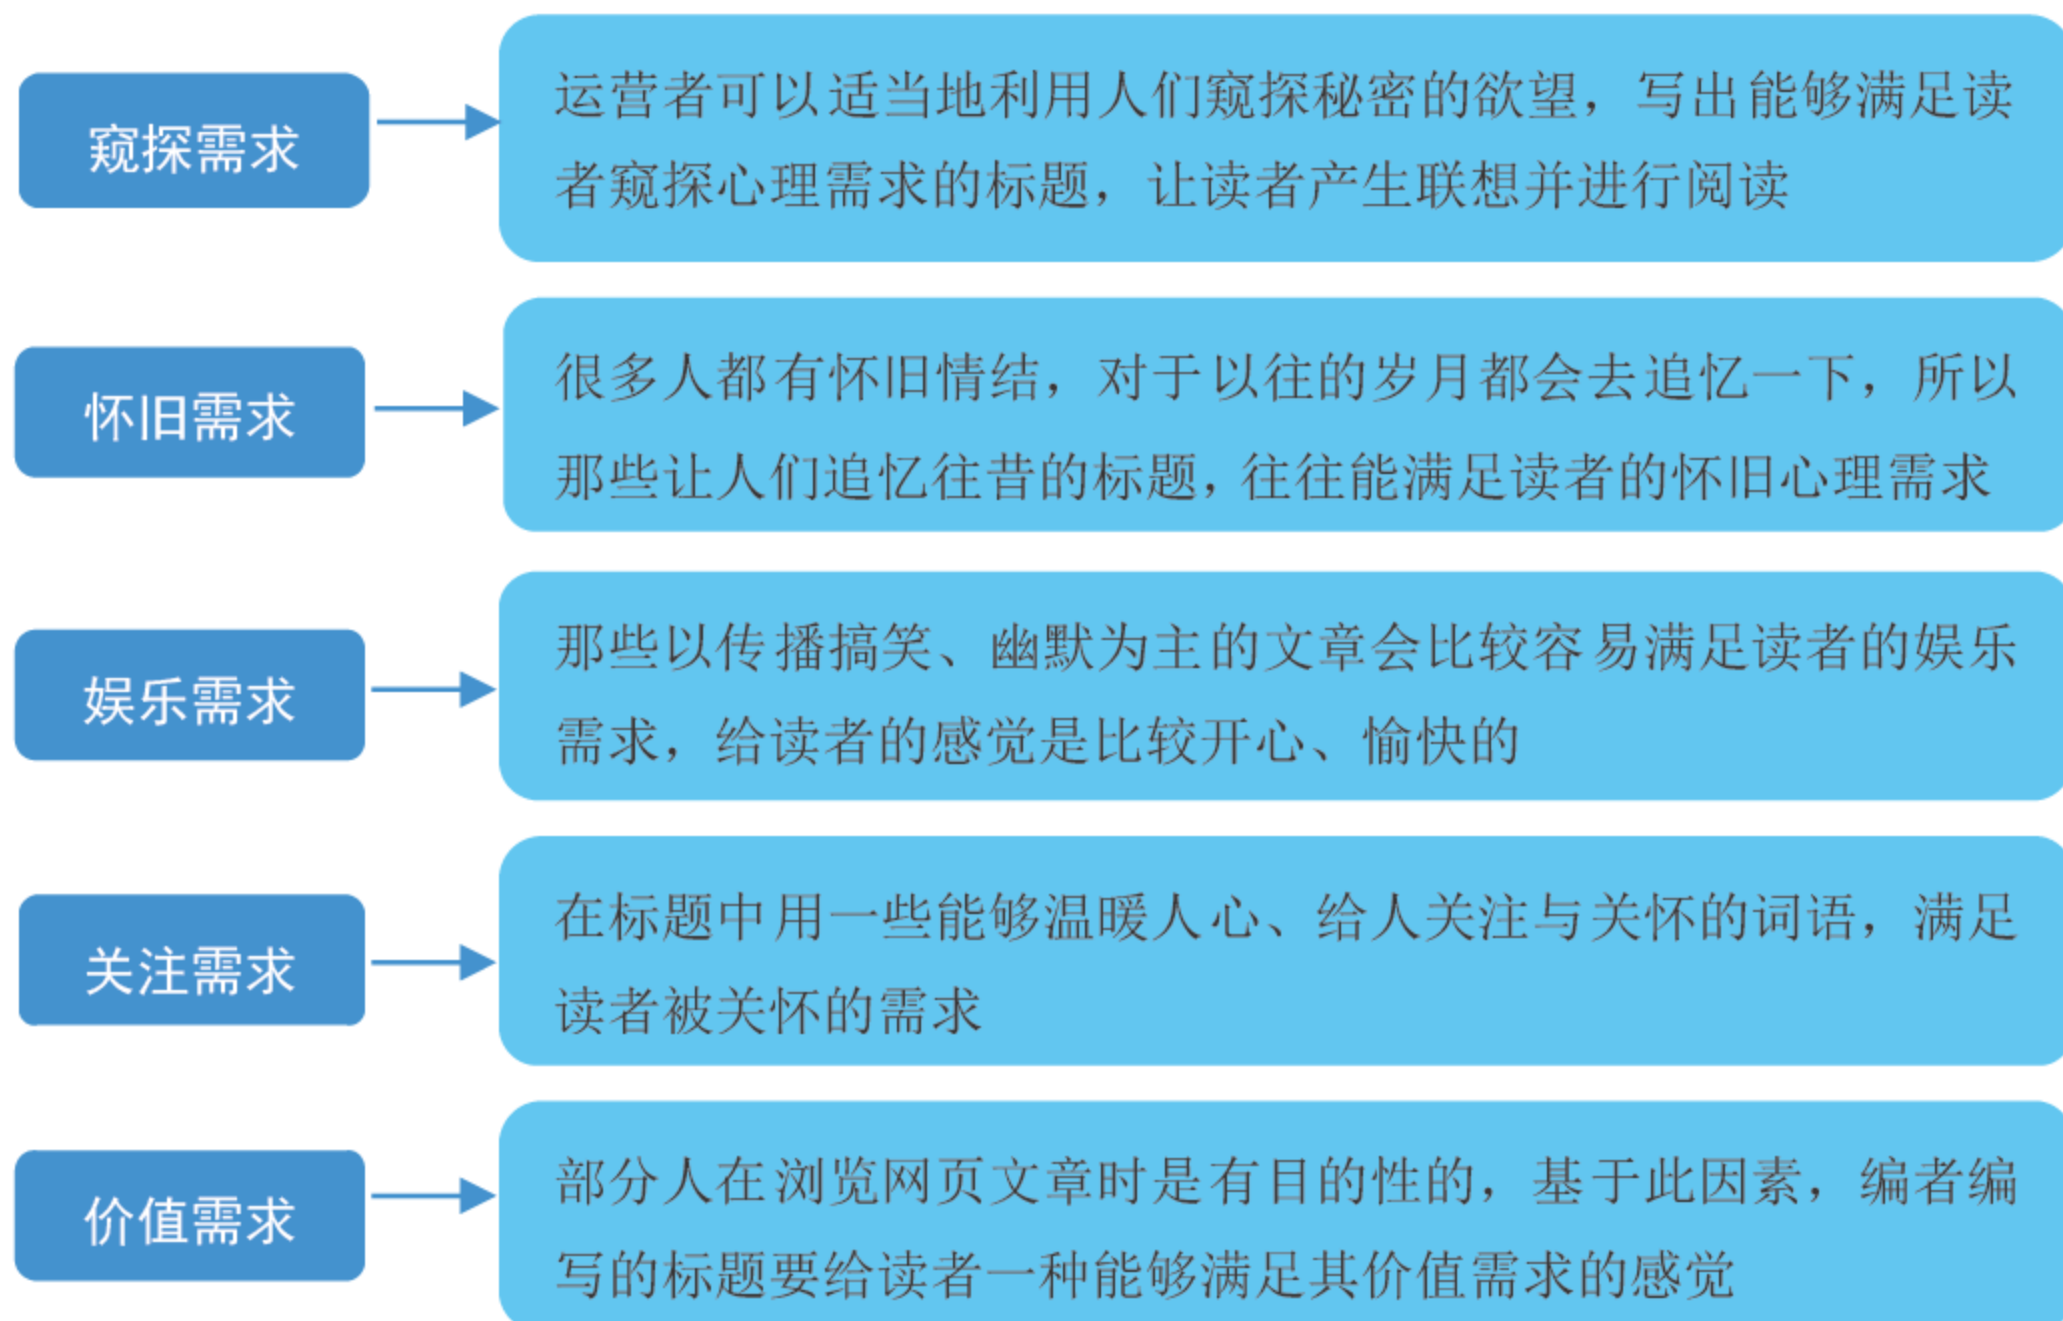 窥探需求
运营者可以适当地利用人们窥探秘密的欲望，写出能够满足读
者窥探心理需求的标题，让读者产生联想并进行阅读
怀旧需求
很多人都有怀旧情结，对于以往的岁月都会去追忆一下，所以
那些让人们追忆往昔的标题，往往能满足读者的怀旧心理需求
娱乐需求
那些以传播搞笑、幽默为主的文章会比较容易满足读者的娱乐
需求，给读者的感觉是比较开心、愉快的
关注需求
在标题中用一些能够温暖人心、给人关注与关怀的词语，满足
读者被关怀的需求
价值需求
部分人在浏览网页文章时是有目的性的，基于此因素，编者编
写的标题要给读者一种能够满足其价值需求的感觉